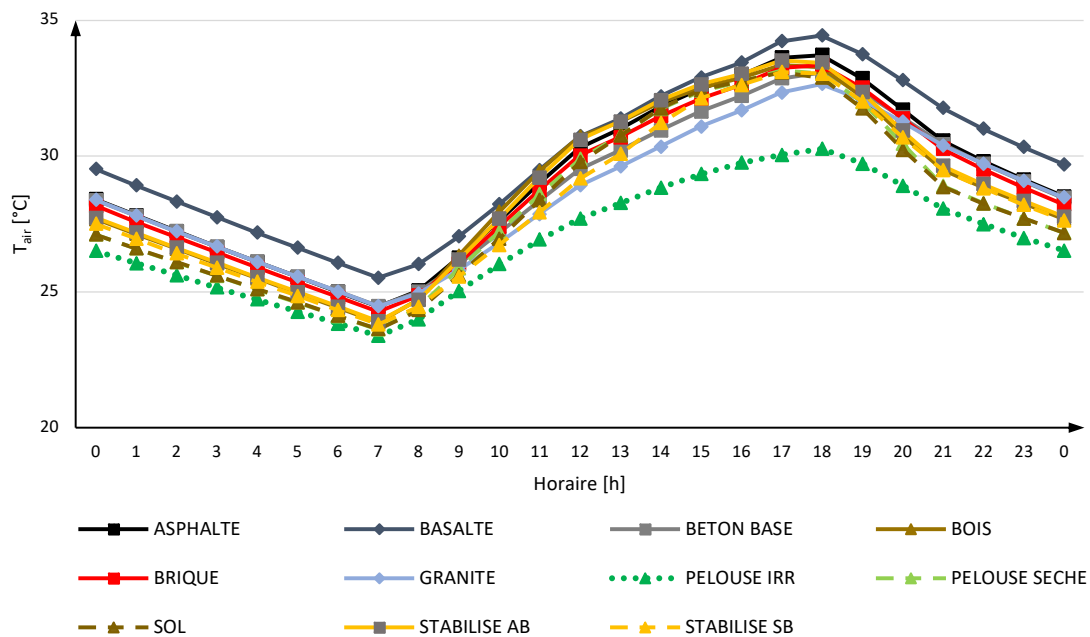 35
30
25
20
T_air [°C]
0 1 2 3 4 5 6 7 8 9 10 11 12 13 14 15 16 17 18 19 20 21 22 23 0
Horaire [h]
ASPHALTE BASALTE BETON BASE BOIS
BRIQUE GRANITE PELOUSE IRR PELOUSE SECHE
SOL STABILISE AB STABILISE SB